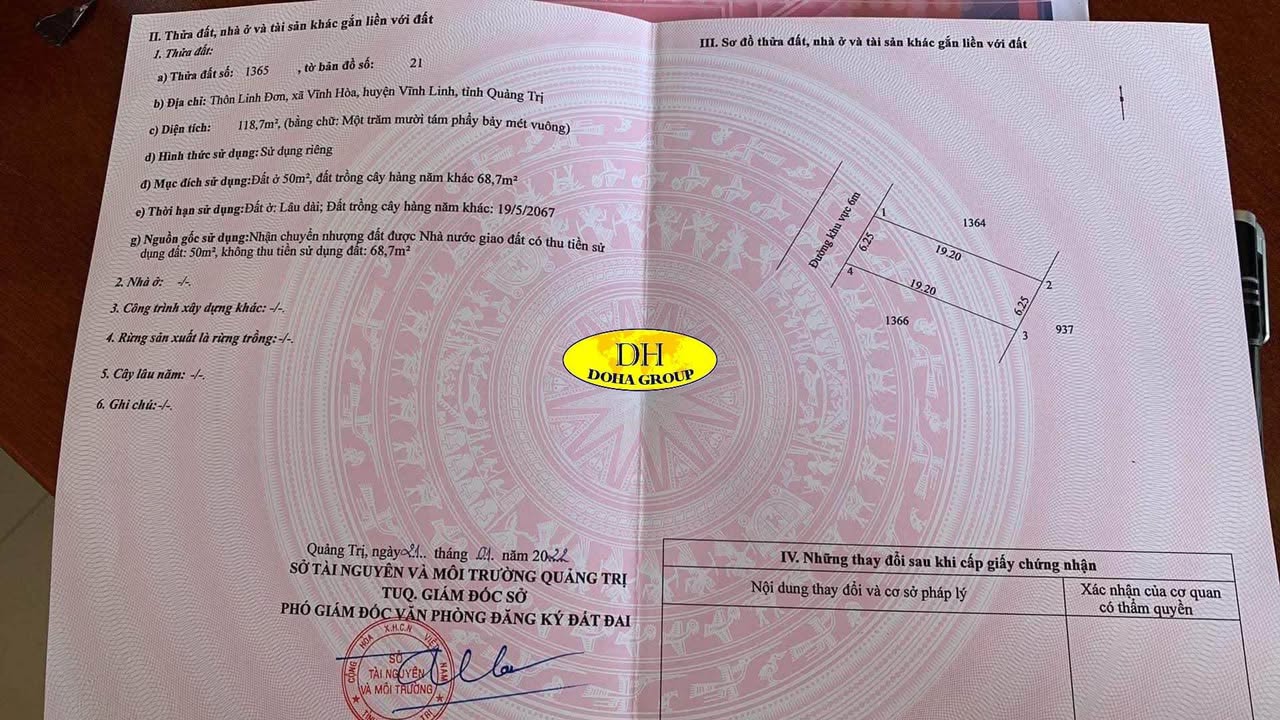 II. Thửa đất, nhà ở và tài sản khác gắn liền với đất
1. Thửa đất:
a) Thửa đất số: 1365 , tờ bản đồ số: 21
b) Địa chỉ: Thôn Linh Đơn, xã Vĩnh Hòa, huyện Vĩnh Linh, tỉnh Quảng Trị
c) Diện tích: 118,7m², (bằng chữ: Một trăm mười tám phẩy bảy mét vuông)
d) Hình thức sử dụng: Sử dụng riêng
đ) Mục đích sử dụng:Đất ở 50m², đất trồng cây hàng năm khác 68,7m²
e) Thời hạn sử dụng:Đất ở: Lâu dài; Đất trồng cây hàng năm khác: 19/5/2067
g) Nguồn gốc sử dụng:Nhận chuyển nhượng đất được Nhà nước giao đất có thu tiền sử
dụng đất: 50m², không thu tiền sử dụng đất: 68,7m²
2. Nhà ở: -/-.
3. Công trình xây dựng khác: -/-.
4. Rừng sản xuất là rừng trồng:-/-.
5. Cây lâu năm: -/-.
6. Ghi chú:-/-.
Quảng Trị, ngày 21.. tháng 01. năm 2022
SỞ TÀI NGUYÊN VÀ MÔI TRƯỜNG QUẢNG TRỊ
TUQ. GIÁM ĐỐC SỞ
PHÓ GIÁM ĐỐC VĂN PHÒNG ĐĂNG KÝ ĐẤT ĐAI
CỘNG HÒA X.H.C.N VIỆT NAM
SỞ
TÀI NGUYÊN
VÀ MÔI TRƯỜNG
TỈNH TRỊ
DH
DOHA GROUP
III. Sơ đồ thửa đất, nhà ở và tài sản khác gắn liền với đất
Đường khu vực 6m
1
1364
6.25
19.20
4
2
19.20
6.25
1366
3
937
IV. Những thay đổi sau khi cấp giấy chứng nhận
Nội dung thay đổi và cơ sở pháp lý
Xác nhận của cơ quan
có thẩm quyền